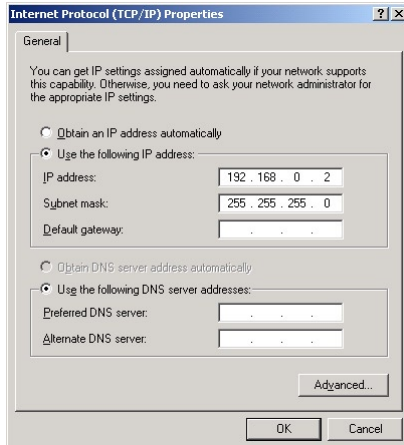 Internet Protocol (TCP/IP) Properties
General
You can get IP settings assigned automatically if your network supports
this capability. Otherwise, you need to ask your network administrator for
the appropriate IP settings.
Obtain an IP address automatically
Use the following IP address:
IP address: 192 . 168 . 0 . 2
Subnet mask: 255 . 255 . 255 . 0
Default gateway: . . .
Obtain DNS server address automatically
Use the following DNS server addresses:
Preferred DNS server: . . .
Alternate DNS server: . . .
Advanced...
OK Cancel